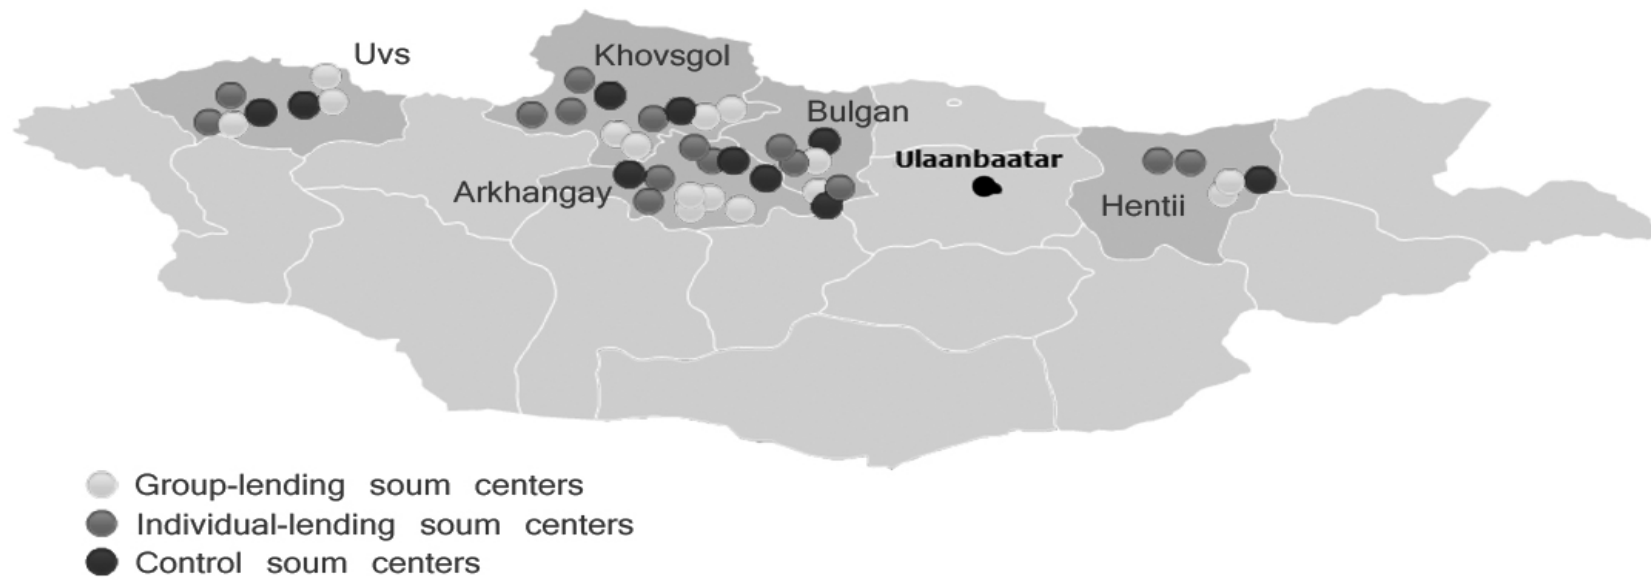 Uvs
Khovsgol
Bulgan
Ulaanbaatar
Arkhangay
Hentii
Group-lending soum centers
Individual-lending soum centers
Control soum centers